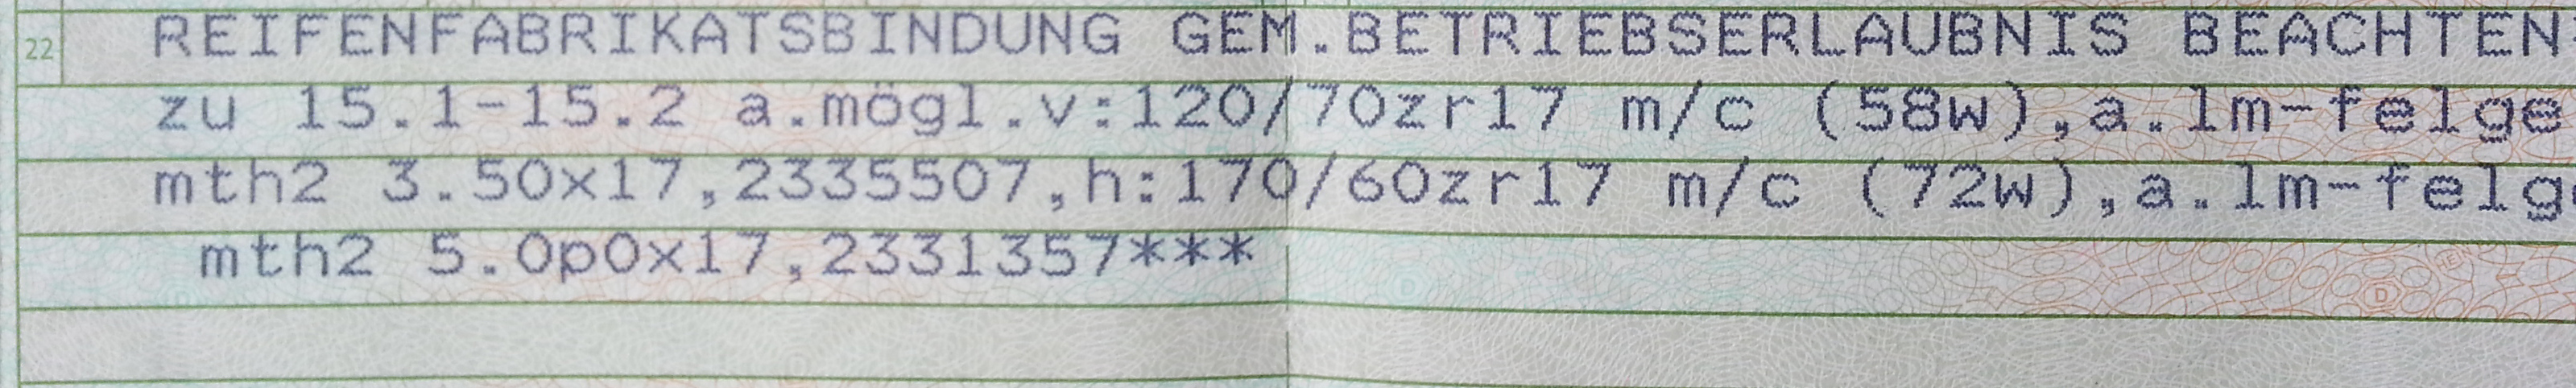 22 REIFENFABRIKATSBINDUNG GEM.BETRIEBSERLAUBNIS BEACHTEN
zu 15.1-15.2 a.mögl.v:120/70zr17 m/c (58w),a.lm-felge
mth2 3.50x17,2335507,h:170/60zr17 m/c (72w),a.lm-felg
mth2 5.0p0x17,2331357***